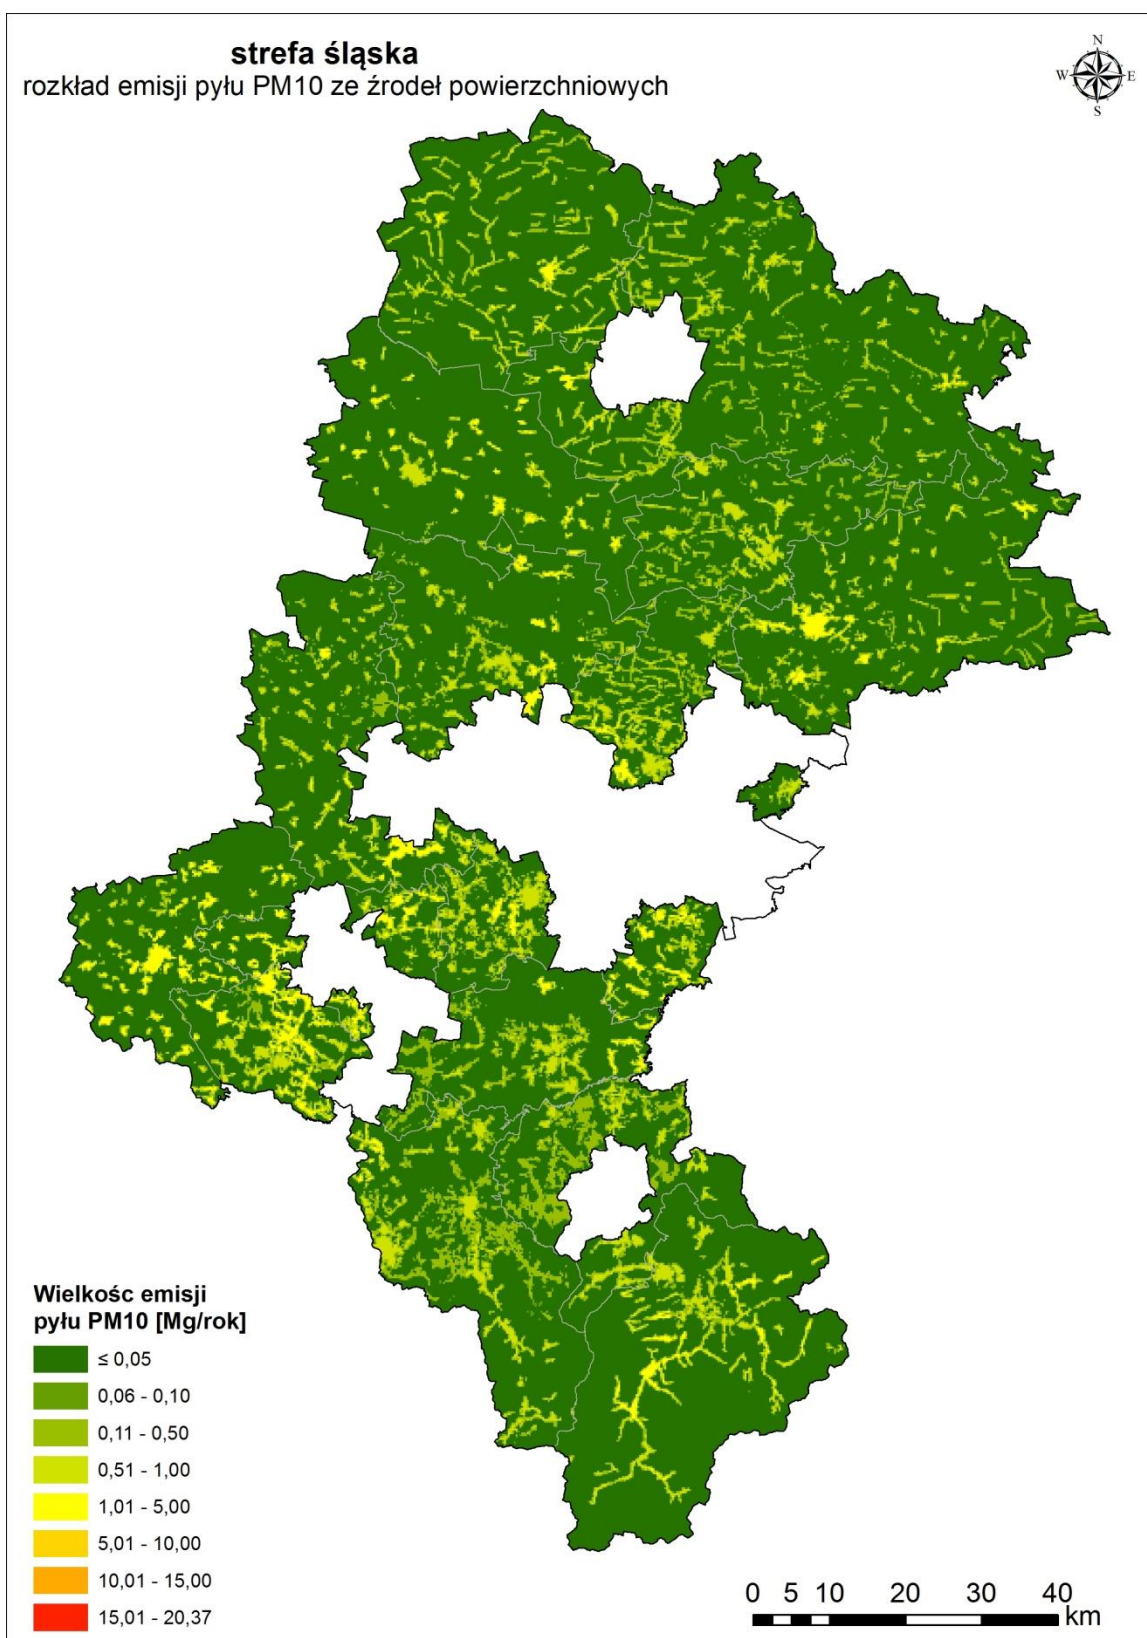 strefa śląska
rozkład emisji pyłu PM10 ze źrodeł powierzchniowych
N
W E
S
Wielkośc emisji
pyłu PM10 [Mg/rok]
≤ 0,05
0,06 - 0,10
0,11 - 0,50
0,51 - 1,00
1,01 - 5,00
5,01 - 10,00
10,01 - 15,00
15,01 - 20,37
0 5 10 20 30 40
km